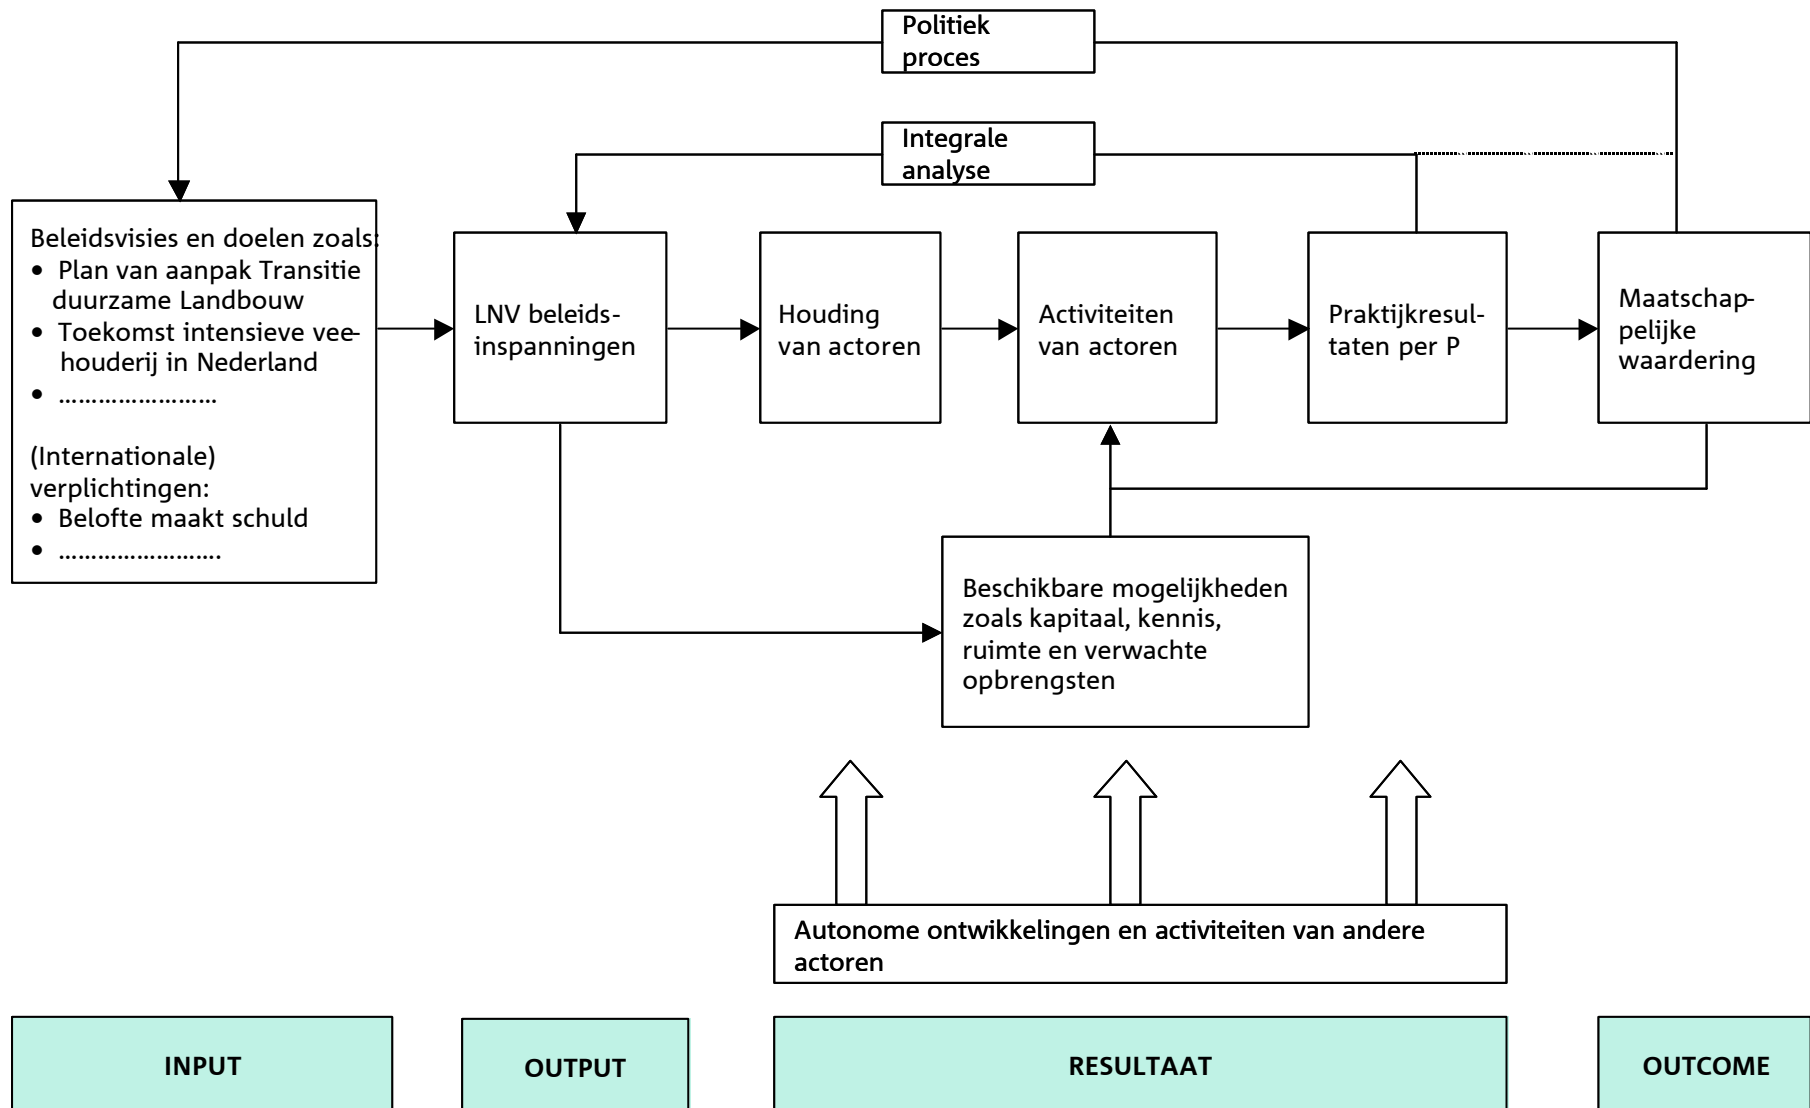 Politiek
proces
Integrale
analyse
Beleidsvisies en doelen zoals:
• Plan van aanpak Transitie
duurzame Landbouw
• Toekomst intensieve vee-
houderij in Nederland
• ........................
(Internationale)
verplichtingen:
• Belofte maakt schuld
• .........................
LNV beleids-
inspanningen
Houding
van actoren
Activiteiten
van actoren
Praktijkresul-
taten per P
Maatschap-
pelijke
waardering
Beschikbare mogelijkheden
zoals kapitaal, kennis,
ruimte en verwachte
opbrengsten
Autonome ontwikkelingen en activiteiten van andere
actoren
INPUT
OUTPUT
RESULTAAT
OUTCOME